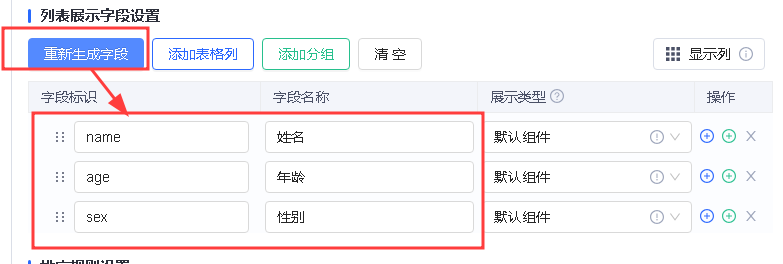 列表展示字段设置
重新生成字段 添加表格列 添加分组 清 空 显示列
字段标识 字段名称 展示类型 操作
name 姓名 默认组件
age 年龄 默认组件
sex 性别 默认组件